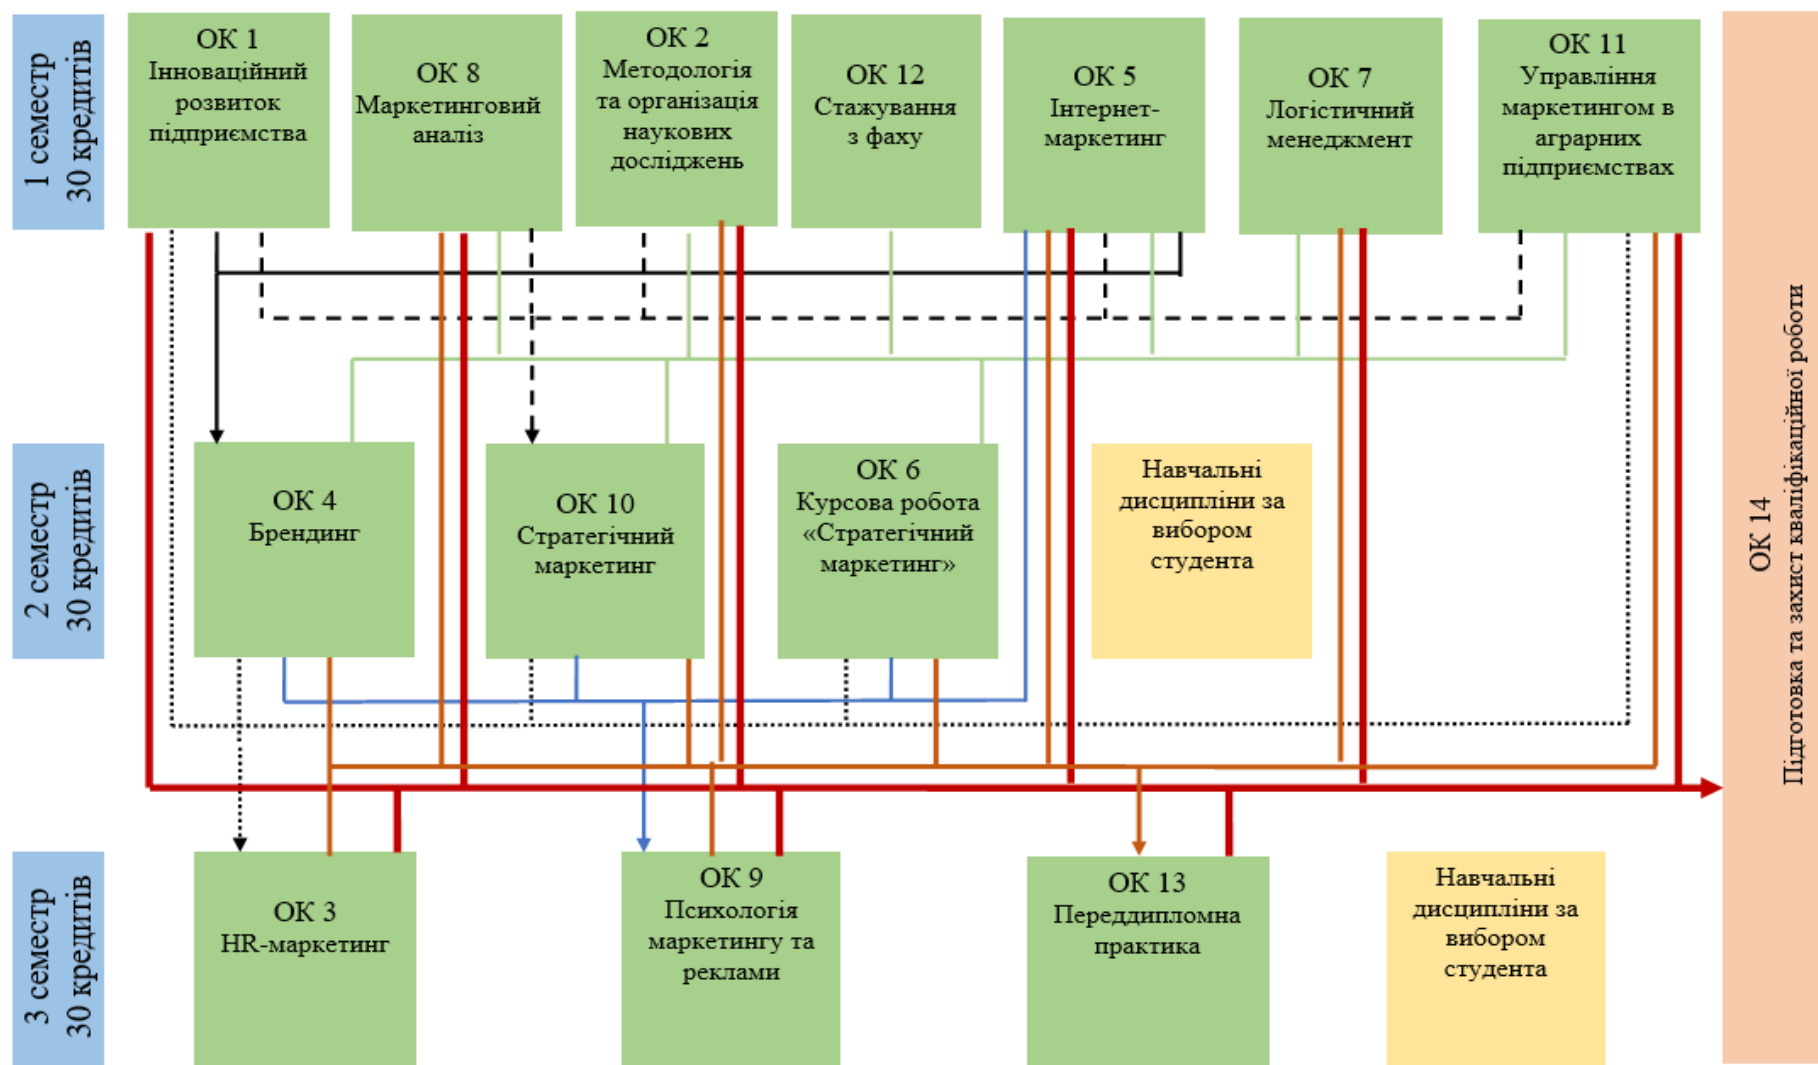 1 семестр
30 кредитів
ОК 1
Інноваційний
розвиток
підприємства
ОК 8
Маркетинговий
аналіз
ОК 2
Методологія
та організація
наукових
досліджень
ОК 12
Стажування
з фаху
ОК 5
Інтернет-
маркетинг
ОК 7
Логістичний
менеджмент
ОК 11
Управління
маркетингом в
аграрних
підприємствах
2 семестр
30 кредитів
ОК 4
Брендинг
ОК 10
Стратегічний
маркетинг
ОК 6
Курсова робота
«Стратегічний
маркетинг»
Навчальні
дисципліни за
вибором
студента
3 семестр
30 кредитів
ОК 3
HR-маркетинг
ОК 9
Психологія
маркетингу та
реклами
ОК 13
Переддипломна
практика
Навчальні
дисципліни за
вибором
студента
ОК 14
Підготовка та захист кваліфікаційної роботи